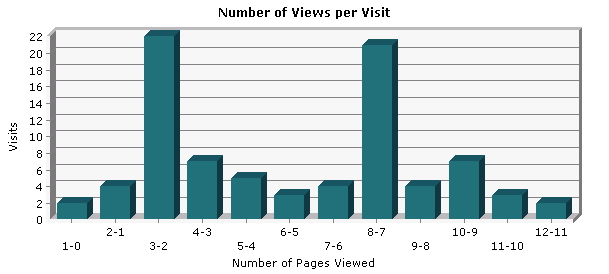 Number of Views per Visit
22
20
18
16
14
12
10
8
6
4
2
0
Visits
2-1 4-3 6-5 8-7 10-9 12-11
1-0 3-2 5-4 7-6 9-8 11-10
Number of Pages Viewed